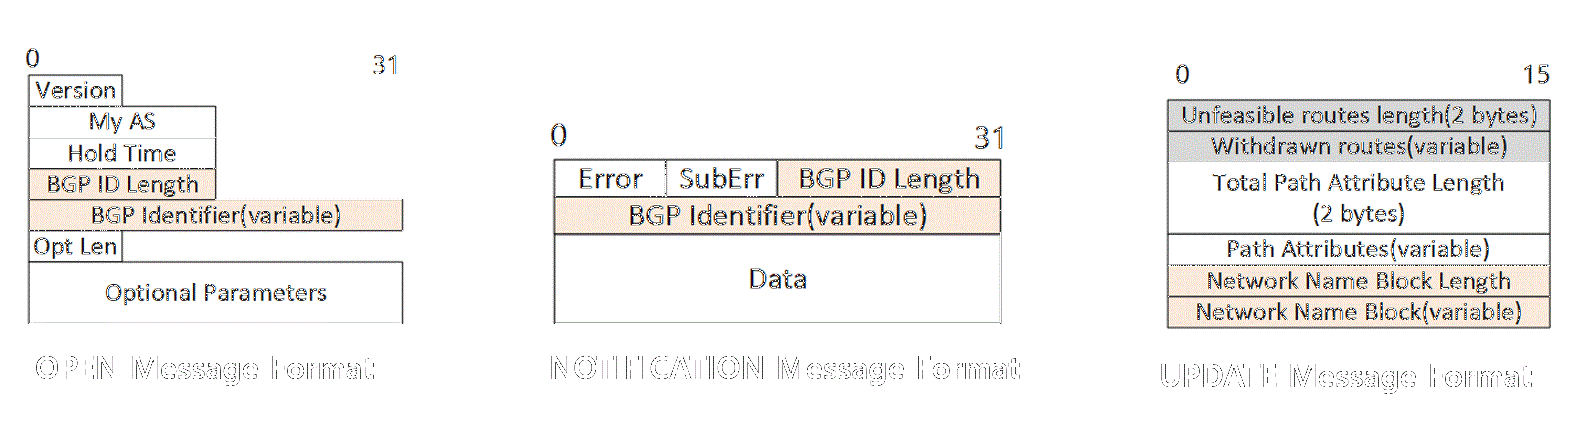 0
31
Version
My AS
Hold Time
BGP ID Length
BGP Identifier(variable)
Opt Len
Optional Parameters
OPEN Message Format
0
31
Error
SubErr
BGP ID Length
BGP Identifier(variable)
Data
NOTIFICATION Message Format
0
15
Unfeasible routes length(2 bytes)
Withdrawn routes(variable)
Total Path Attribute Length
(2 bytes)
Path Attributes(variable)
Network Name Block Length
Network Name Block(variable)
UPDATE Message Format